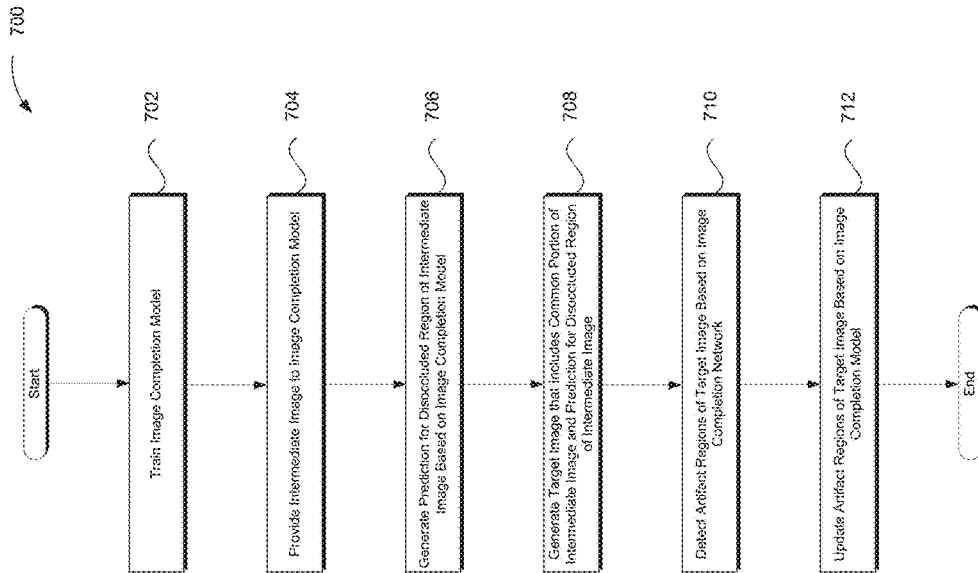 700
Start
Train Image Completion Model
702
Provide Intermediate Image to Image Completion Model
704
Generate Prediction for Disoccluded Region of Intermediate
Image Based on Image Completion Model
706
Generate Target Image that includes Common Portion of
Intermediate Image and Prediction for Disoccluded Region
of Intermediate Image
708
Detect Artifact Regions of Target Image Based on Image
Completion Network
710
Update Artifact Regions of Target Image Based on Image
Completion Model
712
End